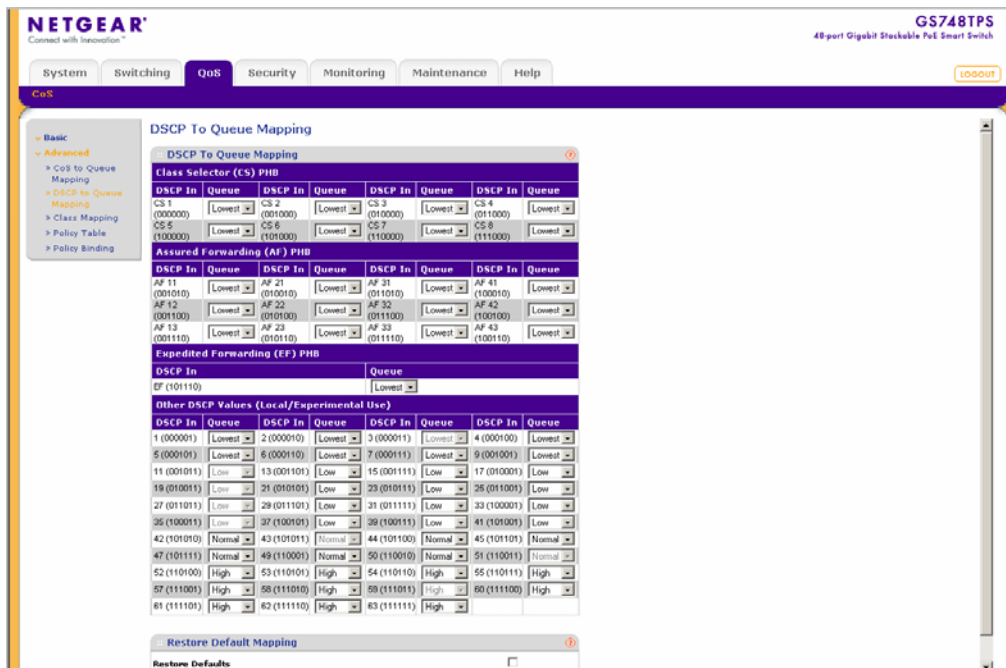 NETGEAR®
Connect with Innovation™
GS748TPS
48-port Gigabit Stackable PoE Smart Switch
System Switching QoS Security Monitoring Maintenance Help
LOGOUT
CoS
Basic
Advanced
CoS to Queue
Mapping
DSCP to Queue
Mapping
Class Mapping
Policy Table
Policy Binding
DSCP To Queue Mapping
DSCP To Queue Mapping
Class Selector (CS) PHB
DSCP In Queue DSCP In Queue DSCP In Queue DSCP In Queue
CS 1 (000000) Lowest CS 2 (001000) Lowest CS 3 (010000) Lowest CS 4 (011000) Lowest
CS 5 (100000) Lowest CS 6 (101000) Lowest CS 7 (110000) Lowest CS 8 (111000) Lowest
Assured Forwarding (AF) PHB
DSCP In Queue DSCP In Queue DSCP In Queue DSCP In Queue
AF 11 (001010) Lowest AF 21 (010010) Lowest AF 31 (011010) Lowest AF 41 (100010) Lowest
AF 12 (001100) Lowest AF 22 (010100) Lowest AF 32 (011100) Lowest AF 42 (100100) Lowest
AF 13 (001110) Lowest AF 23 (010110) Lowest AF 33 (011110) Lowest AF 43 (100110) Lowest
Expedited Forwarding (EF) PHB
DSCP In Queue
EF (101110) Lowest
Other DSCP Values (Local/Experimental Use)
DSCP In Queue DSCP In Queue DSCP In Queue DSCP In Queue
1 (000001) Lowest 2 (000010) Lowest 3 (000011) Lowest 4 (000100) Lowest
5 (000101) Lowest 6 (000110) Lowest 7 (000111) Lowest 9 (001001) Lowest
11 (001011) Low 13 (001101) Low 15 (001111) Low 17 (010001) Low
19 (010011) Low 21 (010101) Low 23 (010111) Low 25 (011001) Low
27 (011011) Low 29 (011101) Low 31 (011111) Low 33 (100001) Low
35 (100011) Low 37 (100101) Low 39 (100111) Low 41 (101001) Low
42 (101010) Normal 43 (101011) Normal 44 (101100) Normal 45 (101101) Normal
47 (101111) Normal 49 (110001) Normal 50 (110010) Normal 51 (110011) Normal
52 (110100) High 53 (110101) High 54 (110110) High 55 (110111) High
57 (111001) High 58 (111010) High 59 (111011) High 60 (111100) High
61 (111101) High 62 (111110) High 63 (111111) High
Restore Default Mapping
Restore Defaults